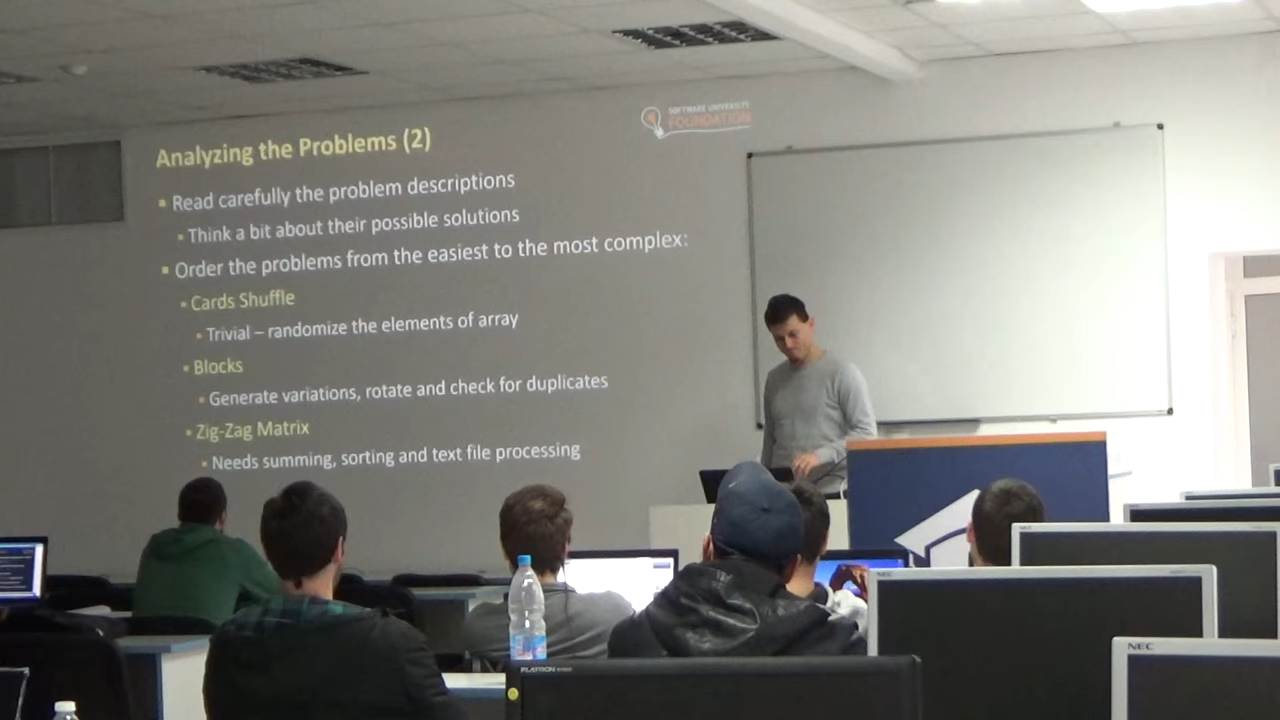 SOFTWARE UNIVERSITY
FOUNDATION
Analyzing the Problems (2)
Read carefully the problem descriptions
Think a bit about their possible solutions
Order the problems from the easiest to the most complex:
Cards Shuffle
Trivial – randomize the elements of array
Blocks
Generate variations, rotate and check for duplicates
Zig-Zag Matrix
Needs summing, sorting and text file processing
NEC
NEC
NEC
FLATRON